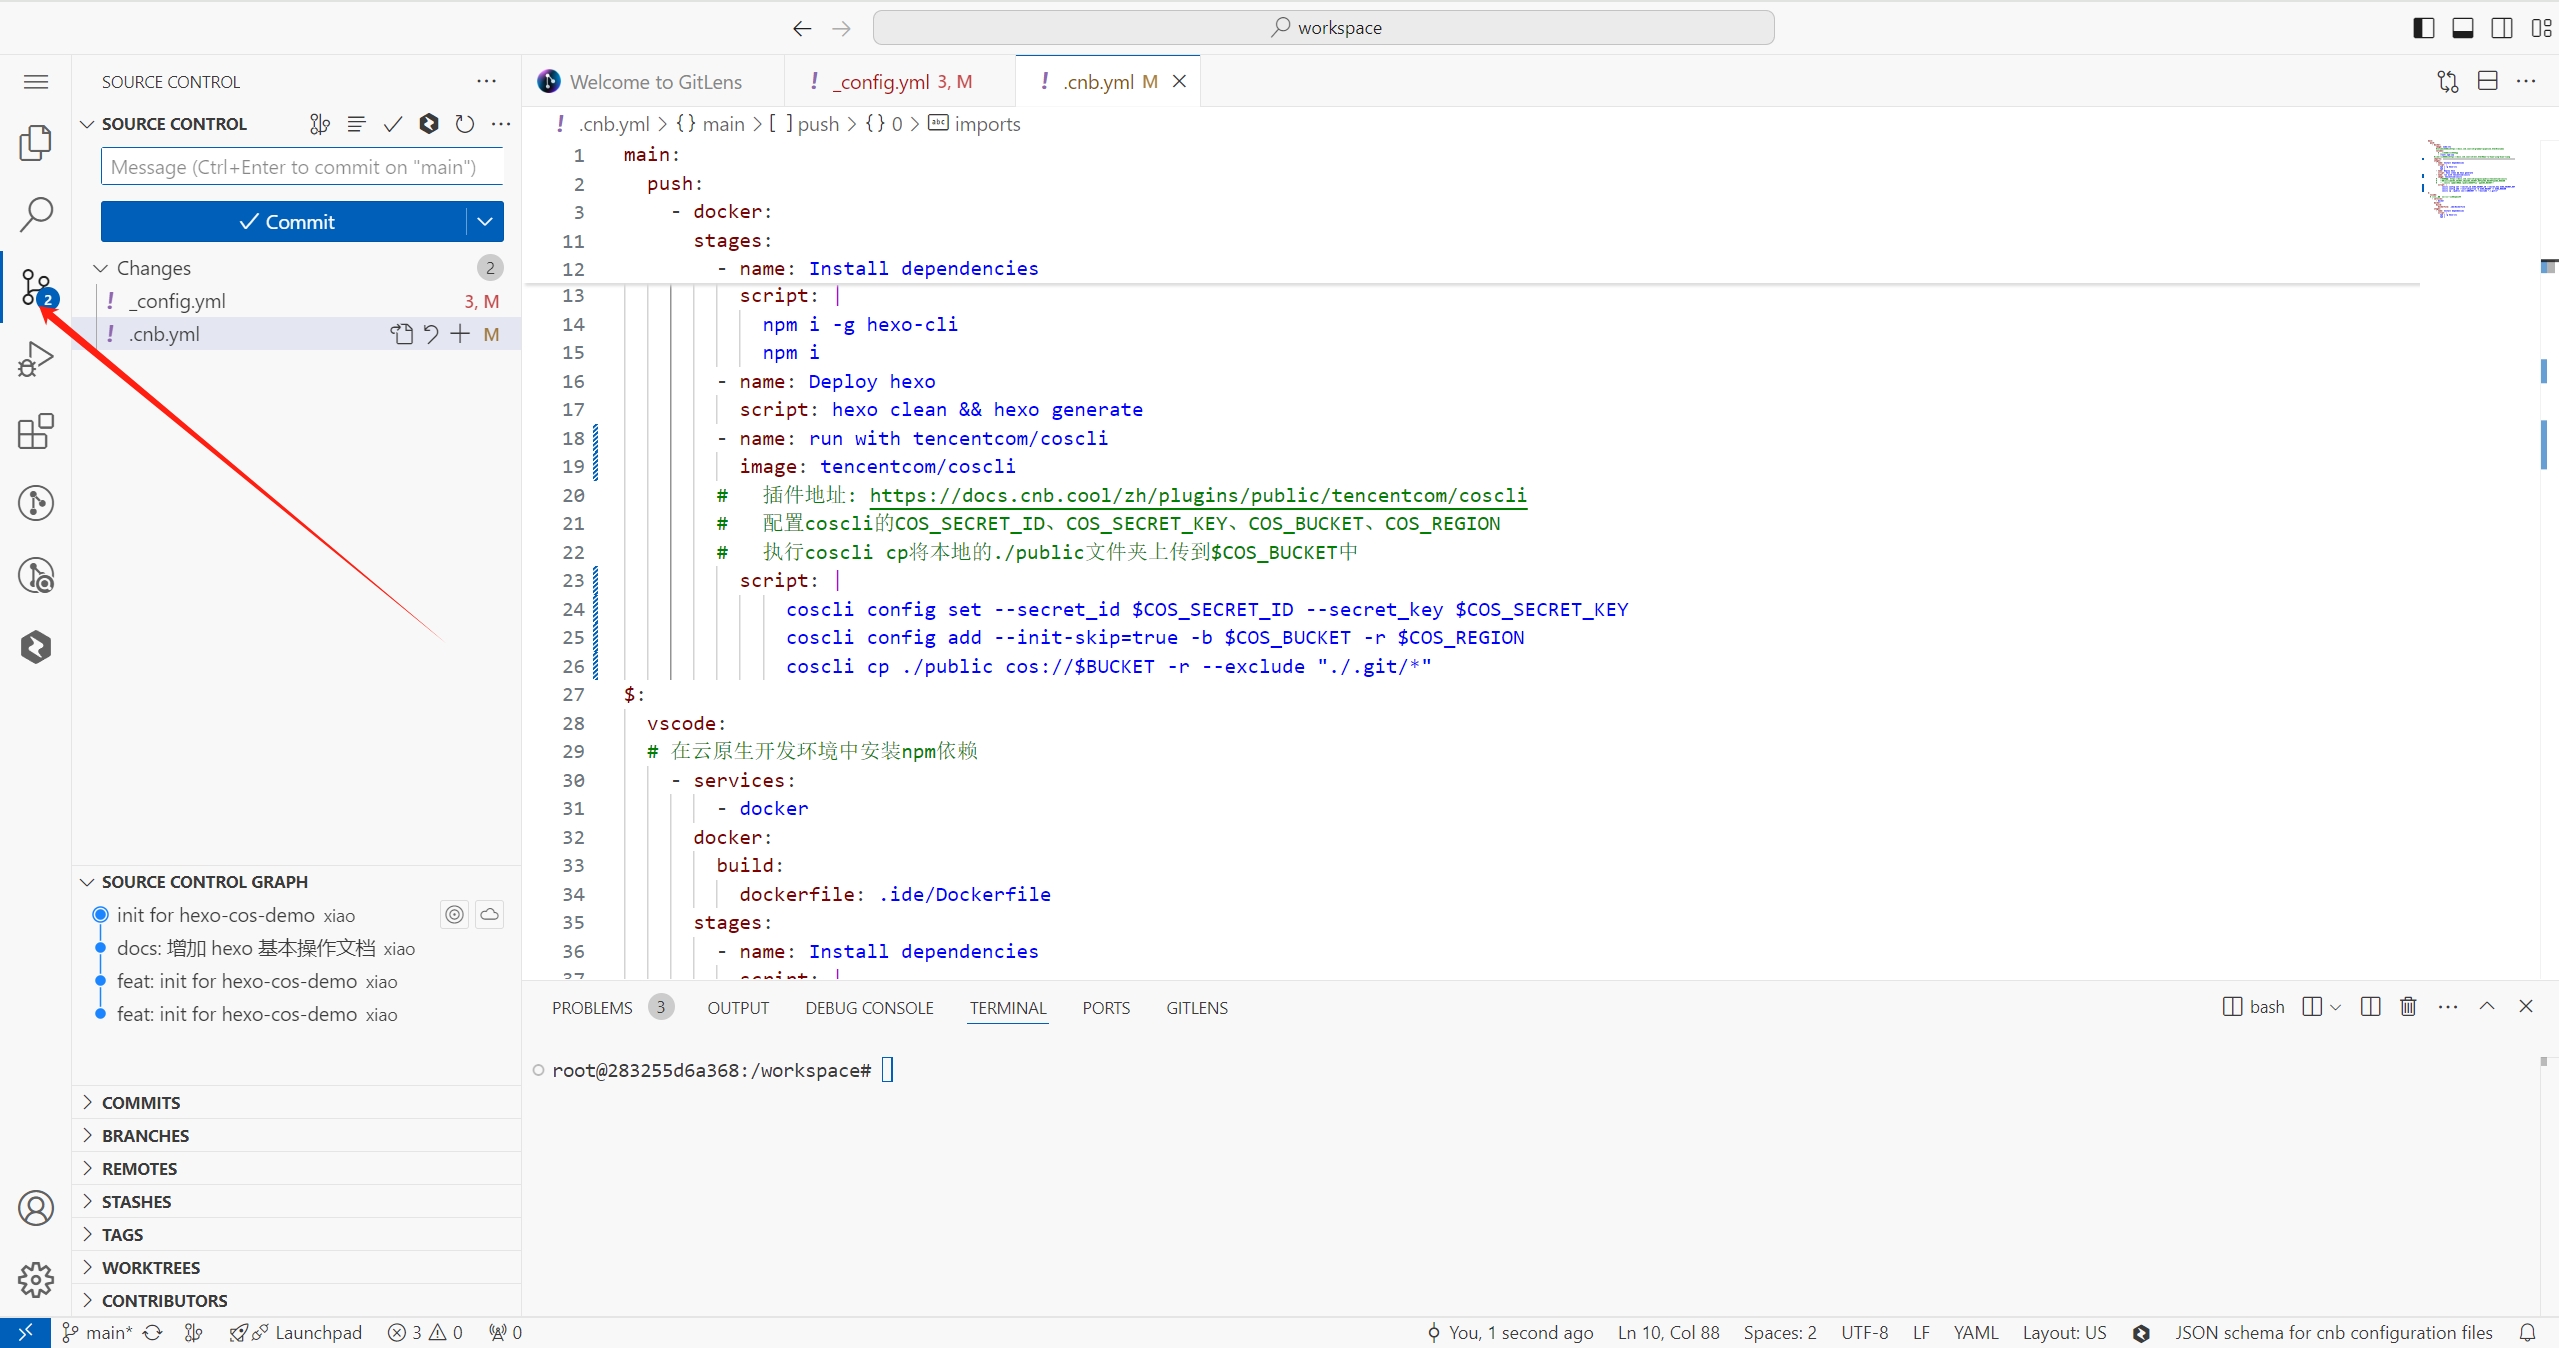 workspace
SOURCE CONTROL
SOURCE CONTROL
Message (Ctrl+Enter to commit on "main")
Commit
Changes 2
2
! _config.yml 3, M
! .cnb.yml M
SOURCE CONTROL GRAPH
init for hexo-cos-demo xiao
docs: 增加 hexo 基本操作文档 xiao
feat: init for hexo-cos-demo xiao
feat: init for hexo-cos-demo xiao
COMMITS
BRANCHES
REMOTES
STASHES
TAGS
WORKTREES
CONTRIBUTORS
Welcome to GitLens
! _config.yml 3, M
! .cnb.yml M
! .cnb.yml > {} main > [ ] push > {} 0 > abc imports
1 main:
2 push:
3 - docker:
11 stages:
12 - name: Install dependencies
13 script: |
14 npm i -g hexo-cli
15 npm i
16 - name: Deploy hexo
17 script: hexo clean && hexo generate
18 - name: run with tencentcom/coscli
19 image: tencentcom/coscli
20 # 插件地址: https://docs.cnb.cool/zh/plugins/public/tencentcom/coscli
21 # 配置coscli的COS_SECRET_ID、COS_SECRET_KEY、COS_BUCKET、COS_REGION
22 # 执行coscli cp将本地的./public文件夹上传到$COS_BUCKET中
23 script: |
24 coscli config set --secret_id $COS_SECRET_ID --secret_key $COS_SECRET_KEY
25 coscli config add --init-skip=true -b $COS_BUCKET -r $COS_REGION
26 coscli cp ./public cos://$BUCKET -r --exclude "./.git/*"
27 $:
28 vscode:
29 # 在云原生开发环境中安装npm依赖
30 - services:
31 - docker
32 docker:
33 build:
34 dockerfile: .ide/Dockerfile
35 stages:
36 - name: Install dependencies
37 script: |
PROBLEMS 3 OUTPUT DEBUG CONSOLE TERMINAL PORTS GITLENS
bash
root@283255d6a368:/workspace#
main* Launchpad 3 0 0
You, 1 second ago Ln 10, Col 88 Spaces: 2 UTF-8 LF YAML Layout: US JSON schema for cnb configuration files